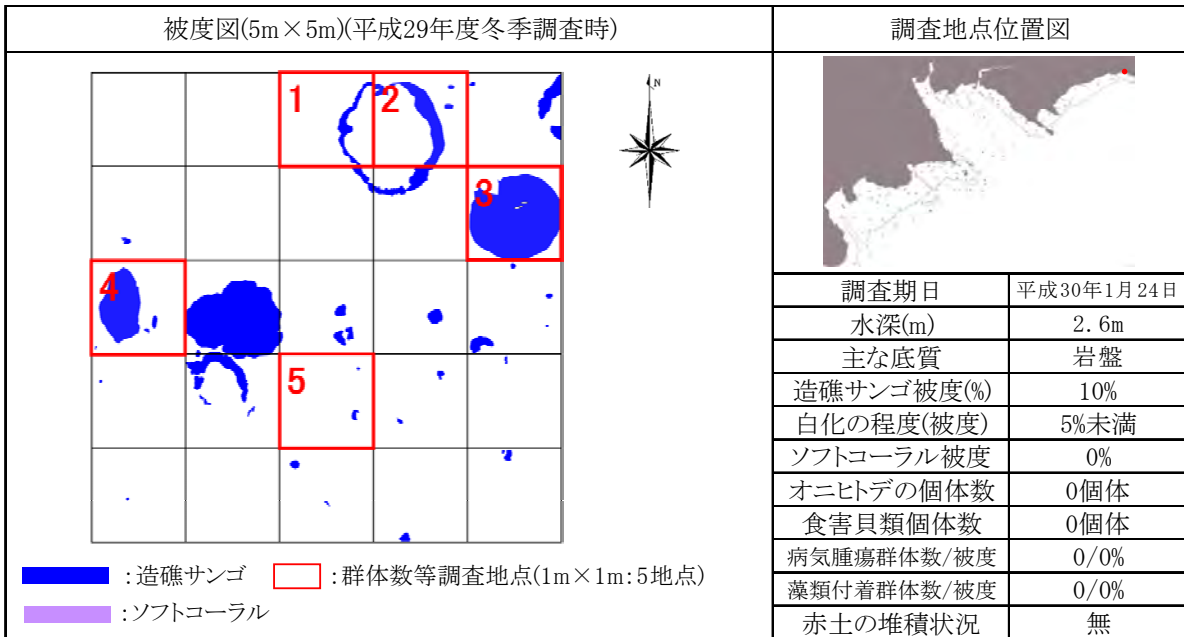 被度図(5m×5m)(平成29年度冬季調査時)
調査地点位置図
N
1 2
3
4
5
調査期日 平成30年1月24日
水深(m) 2.6m
主な底質 岩盤
造礁サンゴ被度(%) 10%
白化の程度(被度) 5%未満
ソフトコーラル被度 0%
オニヒトデの個体数 0個体
食害貝類個体数 0個体
病気腫瘍群体数/被度 0/0%
藻類付着群体数/被度 0/0%
赤土の堆積状況 無
:造礁サンゴ :群体数等調査地点(1m×1m:5地点)
:ソフトコーラル